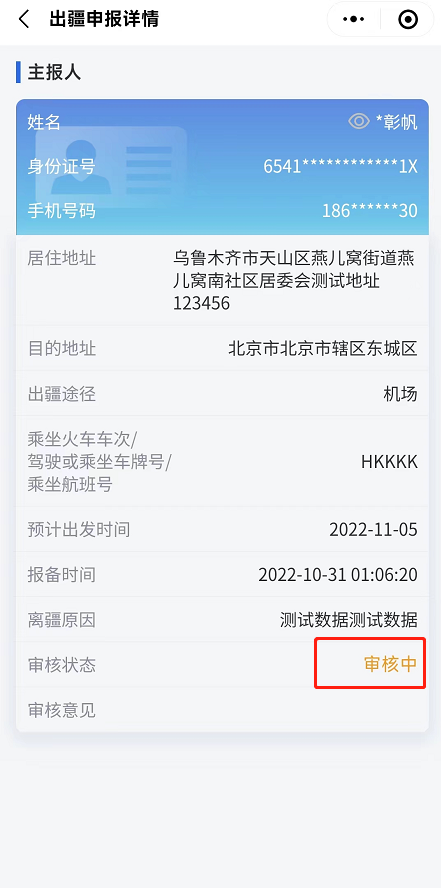 出疆申报详情
主报人
姓名 *彰帆
身份证号 6541************1X
手机号码 186******30
居住地址 乌鲁木齐市天山区燕儿窝街道燕
儿窝南社区居委会测试地址
123456
目的地址 北京市北京市辖区东城区
出疆途径 机场
乘坐火车车次/
驾驶或乘坐车牌号/ HKKKK
乘坐航班号
预计出发时间 2022-11-05
报备时间 2022-10-31 01:06:20
离疆原因 测试数据测试数据
审核状态 审核中
审核意见